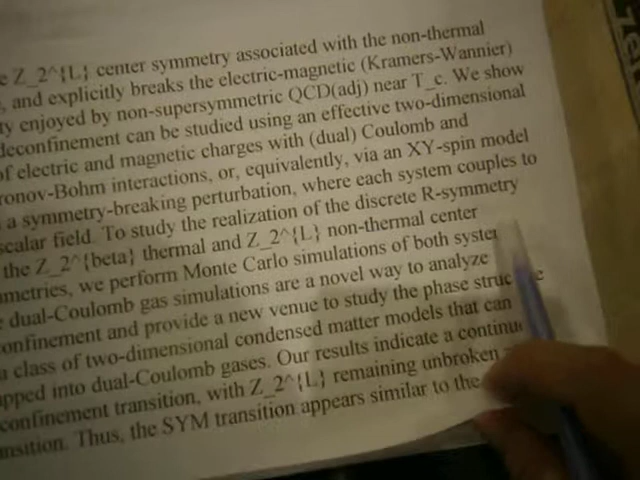 Z_2^{L} center symmetry associated with the non-thermal
, and explicitly breaks the electric-magnetic (Kramers-Wannier)
ty enjoyed by non-supersymmetric QCD(adj) near T_c. We show
deconfinement can be studied using an effective two-dimensional
of electric and magnetic charges with (dual) Coulomb and
ronov-Bohm interactions, or, equivalently, via an XY-spin model
a symmetry-breaking perturbation, where each system couples to
scalar field. To study the realization of the discrete R-symmetry
the Z_2^{beta} thermal and Z_2^{L} non-thermal center
mmetries, we perform Monte Carlo simulations of both
dual-Coulomb gas simulations are a novel way to analyze
onfinement and provide a new venue to study the phase
a class of two-dimensional condensed matter models that can
pped into dual-Coulomb gases. Our results indicate a
confinement transition, with Z_2^{L} remaining unbroken
nsition. Thus, the SYM transition appears similar to the